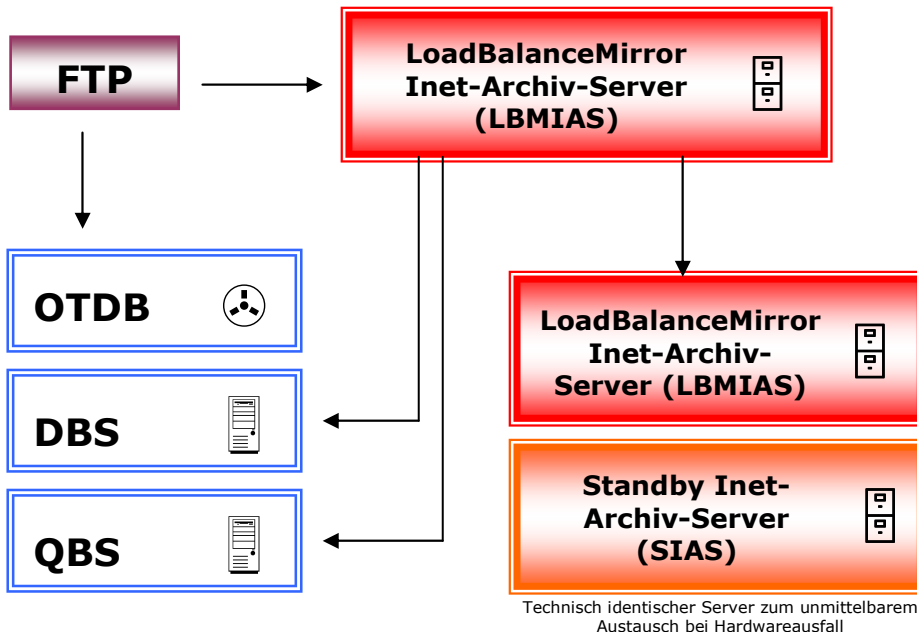 FTP
LoadBalanceMirror
Inet-Archiv-Server
(LBMIAS)
OTDB
DBS
QBS
LoadBalanceMirror
Inet-Archiv-
Server (LBMIAS)
Standby Inet-
Archiv-Server
(SIAS)
Technisch identischer Server zum unmittelbarem
Austausch bei Hardwareausfall